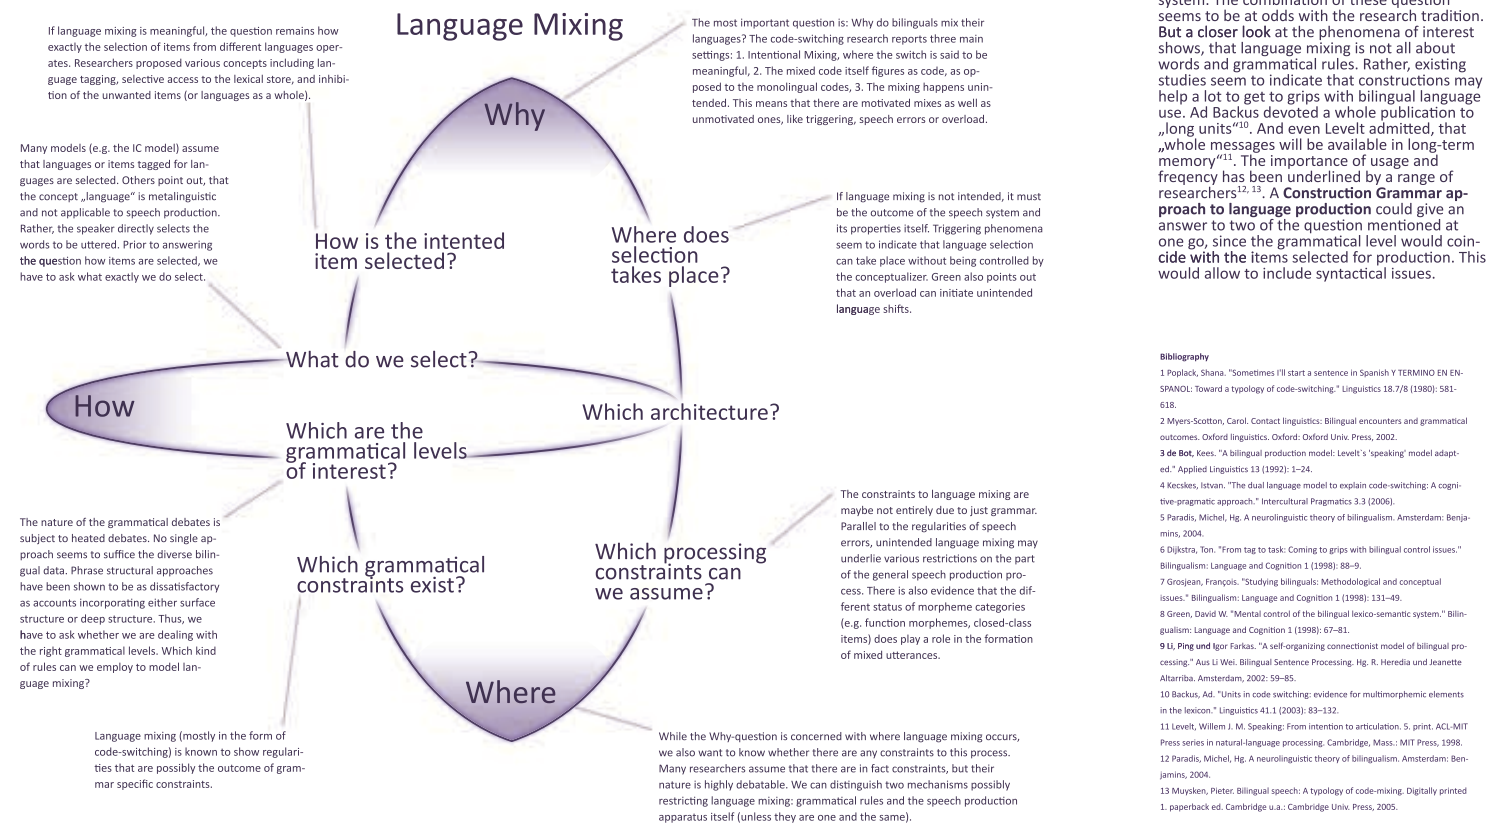 Language Mixing
If language mixing is meaningful, the question remains how
exactly the selection of items from different languages oper-
ates. Researchers proposed various concepts including lan-
guage tagging, selective access to the lexical store, and inhibi-
tion of the unwanted items (or languages as a whole).
The most important question is: Why do bilinguals mix their
languages? The code-switching research reports three main
settings: 1. Intentional Mixing, where the switch is said to be
meaningful, 2. The mixed code itself figures as code, as op-
posed to the monolingual codes, 3. The mixing happens unin-
tended. This means that there are motivated mixes as well as
unmotivated ones, like triggering, speech errors or overload.
Why
Many models (e.g. the IC model) assume
that languages or items tagged for lan-
guages are selected. Others point out, that
the concept „language“ is metalinguistic
and not applicable to speech production.
Rather, the speaker directly selects the
words to be uttered. Prior to answering
the question how items are selected, we
have to ask what exactly we do select.
How is the intented
item selected?
Where does
selection
takes place?
If language mixing is not intended, it must
be the outcome of the speech system and
its properties itself. Triggering phenomena
seem to indicate that language selection
can take place without being controlled by
the conceptualizer. Green also points out
that an overload can initiate unintended
language shifts.
What do we select?
How
Which architecture?
Which are the
grammatical levels
of interest?
The nature of the grammatical debates is
subject to heated debates. No single ap-
proach seems to suffice the diverse bilin-
gual data. Phrase structural approaches
have been shown to be as dissatisfactory
as accounts incorporating either surface
structure or deep structure. Thus, we
have to ask whether we are dealing with
the right grammatical levels. Which kind
of rules can we employ to model lan-
guage mixing?
Which grammatical
constraints exist?
Which processing
constraints can
we assume?
The constraints to language mixing are
maybe not entirely due to just grammar.
Parallel to the regularities of speech
errors, unintended language mixing may
underlie various restrictions on the part
of the general speech production pro-
cess. There is also evidence that the dif-
ferent status of morpheme categories
(e.g. function morphemes, closed-class
items) does play a role in the formation
of mixed utterances.
Where
Language mixing (mostly in the form of
code-switching) is known to show regulari-
ties that are possibly the outcome of gram-
mar specific constraints.
While the Why-question is concerned with where language mixing occurs,
we also want to know whether there are any constraints to this process.
Many researchers assume that there are in fact constraints, but their
nature is highly debatable. We can distinguish two mechanisms possibly
restricting language mixing: grammatical rules and the speech production
apparatus itself (unless they are one and the same).
system. The combination of these question
seems to be at odds with the research tradition.
But a closer look at the phenomena of interest
shows, that language mixing is not all about
words and grammatical rules. Rather, existing
studies seem to indicate that constructions may
help a lot to get to grips with bilingual language
use. Ad Backus devoted a whole publication to
„long units“10. And even Levelt admitted, that
„whole messages will be available in long-term
memory“11. The importance of usage and
freqency has been underlined by a range of
researchers12, 13. A Construction Grammar ap-
proach to language production could give an
answer to two of the question mentioned at
one go, since the grammatical level would coin-
cide with the items selected for production. This
would allow to include syntactical issues.
Bibliography
1 Poplack, Shana. "Sometimes I'll start a sentence in Spanish Y TERMINO EN EN-
SPANOL: Toward a typology of code-switching." Linguistics 18.7/8 (1980): 581-
618.
2 Myers-Scotton, Carol. Contact linguistics: Bilingual encounters and grammatical
outcomes. Oxford linguistics. Oxford: Oxford Univ. Press, 2002.
3 de Bot, Kees. "A bilingual production model: Levelt`s 'speaking' model adapt-
ed." Applied Linguistics 13 (1992): 1–24.
4 Kecskes, Istvan. "The dual language model to explain code-switching: A cogni-
tive-pragmatic approach." Intercultural Pragmatics 3.3 (2006).
5 Paradis, Michel, Hg. A neurolinguistic theory of bilingualism. Amsterdam: Benja-
mins, 2004.
6 Dijkstra, Ton. "From tag to task: Coming to grips with bilingual control issues."
Bilingualism: Language and Cognition 1 (1998): 88–9.
7 Grosjean, François. "Studying bilinguals: Methodological and conceptual
issues." Bilingualism: Language and Cognition 1 (1998): 131–49.
8 Green, David W. "Mental control of the bilingual lexico-semantic system." Bilin-
gualism: Language and Cognition 1 (1998): 67–81.
9 Li, Ping und Igor Farkas. "A self-organizing connectionist model of bilingual pro-
cessing." Aus Li Wei. Bilingual Sentence Processing. Hg. R. Heredia und Jeanette
Altarriba. Amsterdam, 2002: 59–85.
10 Backus, Ad. "Units in code switching: evidence for multimorphemic elements
in the lexicon." Linguistics 41.1 (2003): 83–132.
11 Levelt, Willem J. M. Speaking: From intention to articulation. 5. print. ACL-MIT
Press series in natural-language processing. Cambridge, Mass.: MIT Press, 1998.
12 Paradis, Michel, Hg. A neurolinguistic theory of bilingualism. Amsterdam: Ben-
jamins, 2004.
13 Muysken, Pieter. Bilingual speech: A typology of code-mixing. Digitally printed
1. paperback ed. Cambridge u.a.: Cambridge Univ. Press, 2005.